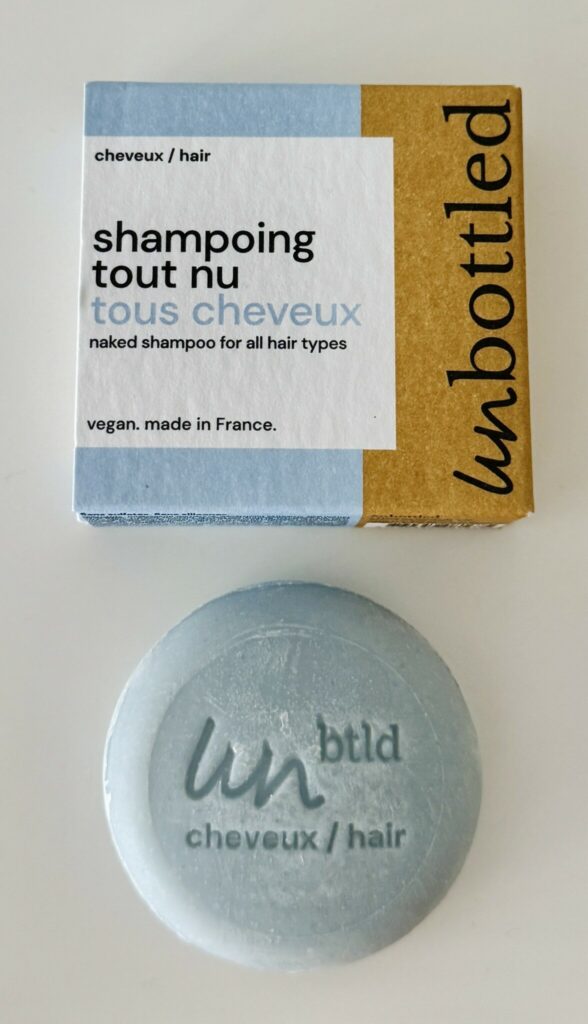 cheveux / hair
shampoing
tout nu
tous cheveux
naked shampoo for all hair types
vegan. made in France.
unbottled
un btld
cheveux / hair